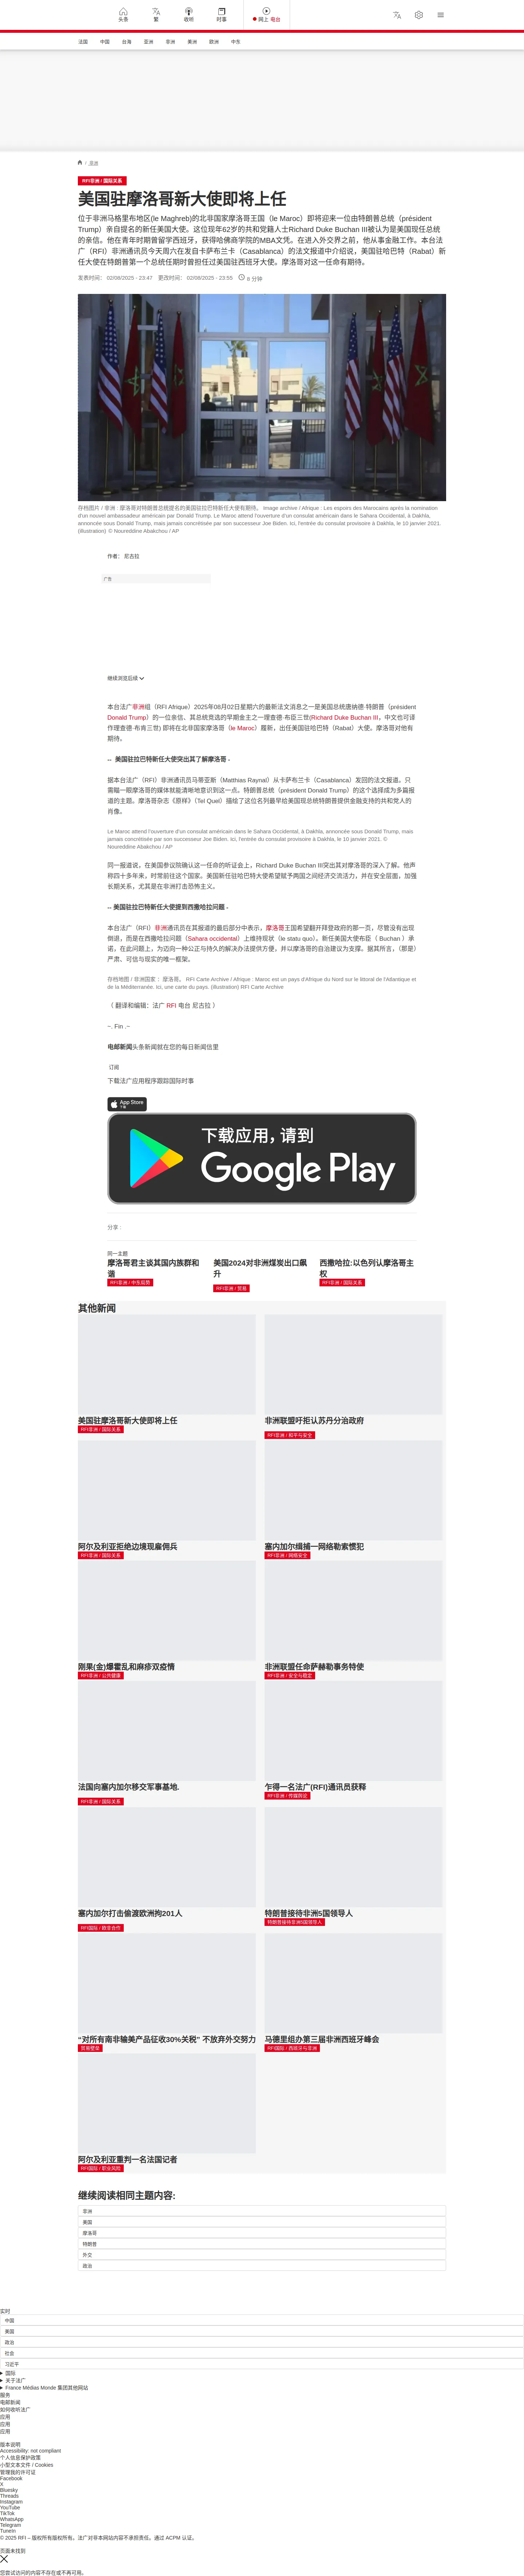 头条
繁
收听
时事
网上 电台
法国
中国
台海
亚洲
非洲
美洲
欧洲
中东
/ 非洲
RFI非洲 / 国际关系
美国驻摩洛哥新大使即将上任
位于非洲马格里布地区(le Maghreb)的北非国家摩洛哥王国（le Maroc）即将迎来一位由特朗普总统（président
Trump）亲自提名的新任美国大使。这位现年62岁的共和党籍人士Richard Duke Buchan III被认为是美国现任总统
的亲信。他在青年时期曾留学西班牙，获得哈佛商学院的MBA文凭。在进入外交界之前，他从事金融工作。本台法
广（RFI）非洲通讯员今天周六在发自卡萨布兰卡（Casablanca）的法文报道中介绍说，美国驻哈巴特（Rabat）新
任大使在特朗普第一个总统任期时曾担任过美国驻西班牙大使。摩洛哥对这一任命有期待。
发表时间： 02/08/2025 - 23:47
更改时间： 02/08/2025 - 23:55
8 分钟
存档图片 / 非洲 : 摩洛哥对特朗普总统提名的美国驻拉巴特新任大使有期待。 Image archive / Afrique : Les espoirs des Marocains après la nomination
d'un nouvel ambassadeur américain par Donald Trump. Le Maroc attend l'ouverture d'un consulat américain dans le Sahara Occidental, à Dakhla,
annoncée sous Donald Trump, mais jamais concrétisée par son successeur Joe Biden. Ici, l'entrée du consulat provisoire à Dakhla, le 10 janvier 2021.
(illustration) © Noureddine Abakchou / AP
作者： 尼古拉
广告
继续浏览后续
本台法广非洲组（RFI Afrique）2025年08月02日星期六的最新法文消息之一是美国总统唐纳德·特朗普（président
Donald Trump）的一位亲信、其总统竞选的早期金主之一理查德·布臣三世(Richard Duke Buchan III，中文也可译
作理查德·布肯三世) 即将在北非国家摩洛哥（le Maroc）履新，出任美国驻哈巴特（Rabat）大使。摩洛哥对他有
期待。
-- 美国驻拉巴特新任大使突出其了解摩洛哥 -
据本台法广（RFI）非洲通讯员马蒂亚斯（Matthias Raynal）从卡萨布兰卡（Casablanca）发回的法文报道。只
需瞄一眼摩洛哥的媒体就能清晰地意识到这一点。特朗普总统（président Donald Trump）的这个选择成为多篇报
道的主题。摩洛哥杂志《原样》（Tel Quel）描绘了这位名列最早给美国现总统特朗普提供金融支持的共和党人的
肖像。
Le Maroc attend l'ouverture d'un consulat américain dans le Sahara Occidental, à Dakhla, annoncée sous Donald Trump, mais
jamais concrétisée par son successeur Joe Biden. Ici, l'entrée du consulat provisoire à Dakhla, le 10 janvier 2021. ©
Noureddine Abakchou / AP
同一报道说，在美国参议院确认这一任命的听证会上，Richard Duke Buchan III突出其对摩洛哥的深入了解。他声
称四十多年来，时常前往这个国家。美国新任驻哈巴特大使希望赋予两国之间经济交流活力，并在安全层面，加强
长期关系，尤其是在非洲打击恐怖主义。
-- 美国驻拉巴特新任大使提到西撒哈拉问题 -
本台法广（RFI）非洲通讯员在其报道的最后部分中表示，摩洛哥王国希望翻开拜登政府的那一页，尽管没有出现
倒退，而是在西撒哈拉问题（Sahara occidental）上维持现状（le statu quo）。新任美国大使布臣（ Buchan ）承
诺，在此问题上，为迈向一种公正与持久的解决办法提供方便，并以摩洛哥的自治建议为支撑。据其所言，（那是）
严肃、可信与现实的唯一框架。
存档地图 / 非洲国家 ：摩洛哥。 RFI Carte Archive / Afrique : Maroc est un pays d'Afrique du Nord sur le littoral de l'Atlantique et
de la Méditerranée. Ici, une carte du pays. (illustration) RFI Carte Archive
（ 翻译和编辑：法广 RFI 电台 尼古拉 ）
~. Fin .~
电邮新闻头条新闻就在您的每日新闻信里
订阅
下载法广应用程序跟踪国际时事
App Store
下载应用，请到
Google Play
分享 :
同一主题
摩洛哥君主谈其国内族群和谐
RFI非洲 / 中东局势
美国2024对非洲煤炭出口飙升
RFI非洲 / 贸易
西撒哈拉:以色列认摩洛哥主权
RFI非洲 / 国际关系
其他新闻
美国驻摩洛哥新大使即将上任
RFI非洲 / 国际关系
非洲联盟吁拒认苏丹分治政府
RFI非洲 / 和平与安全
阿尔及利亚拒绝边境现雇佣兵
RFI非洲 / 国际关系
塞内加尔缉捕一网络勒索惯犯
RFI非洲 / 网络安全
刚果(金)爆霍乱和麻疹双疫情
RFI非洲 / 公共健康
非洲联盟任命萨赫勒事务特使
RFI非洲 / 安全与稳定
法国向塞内加尔移交军事基地.
RFI非洲 / 国际关系
乍得一名法广(RFI)通讯员获释
RFI非洲 / 传媒舆论
塞内加尔打击偷渡欧洲拘201人
RFI国际 / 欧非合作
特朗普接待非洲5国领导人
特朗普接待非洲5国领导人
“对所有南非输美产品征收30%关税” 不放弃外交努力
贸易壁垒
马德里组办第三届非洲西班牙峰会
RFI国际 / 西班牙与非洲
阿尔及利亚重判一名法国记者
RFI国际 / 职业风险
继续阅读相同主题内容:
非洲
美国
摩洛哥
特朗普
外交
政治
实时
中国
美国
政治
社会
习近平
国际
关于法广
France Médias Monde 集团其他网站
服务
电邮新闻
如何收听法广
应用
应用
应用
版本说明
Accessibility: not compliant
个人信息保护政策
小型文本文件 / Cookies
管理我的许可证
Facebook
X
Bluesky
Threads
Instagram
YouTube
TikTok
WhatsApp
Telegram
TuneIn
© 2025 RFI – 版权所有版权所有。法广对非本网站内容不承担责任。通过 ACPM 认证。
页面未找到
您尝试访问的内容不存在或不再可用。